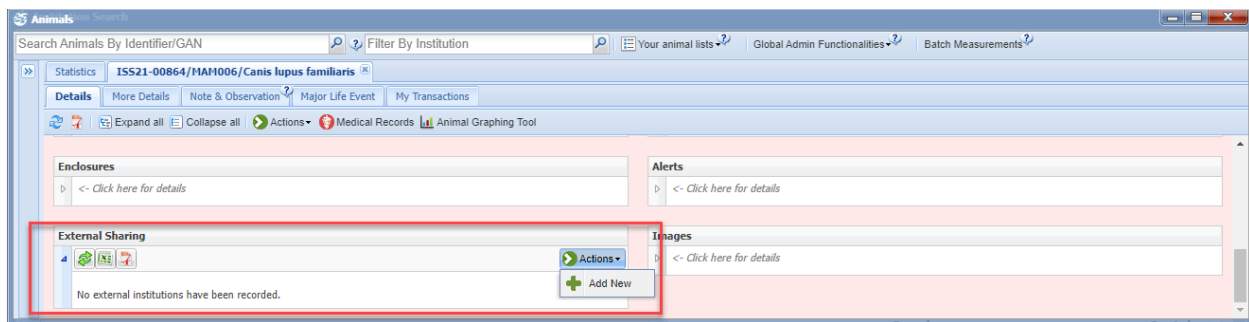 Animals
Search Animals By Identifier/GAN Filter By Institution Your animal lists Global Admin Functionalities Batch Measurements
Statistics ISS21-00864/MAM006/Canis lupus familiaris
Details More Details Note & Observation Major Life Event My Transactions
Expand all Collapse all Actions Medical Records Animal Graphing Tool
Enclosures Alerts
<- Click here for details <- Click here for details
External Sharing Images
Actions <- Click here for details
Add New
No external institutions have been recorded.